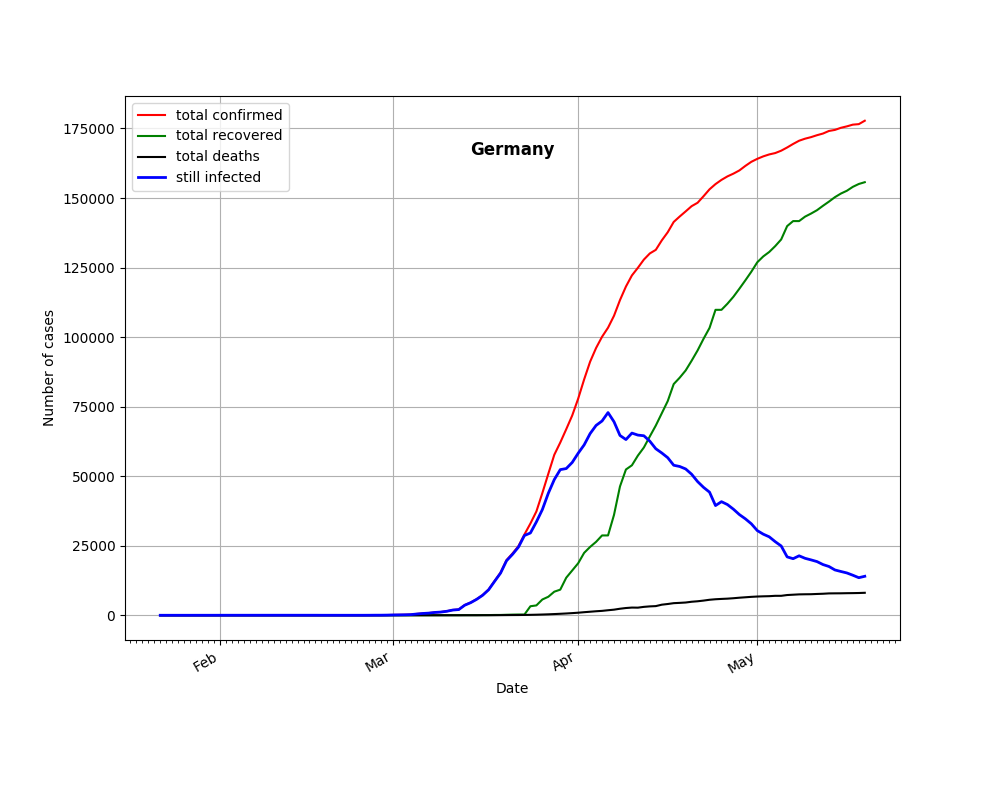 total confirmed
total recovered
total deaths
still infected
Germany
175000
150000
125000
100000
75000
50000
25000
0
Number of cases
Feb
Mar
Apr
May
Date